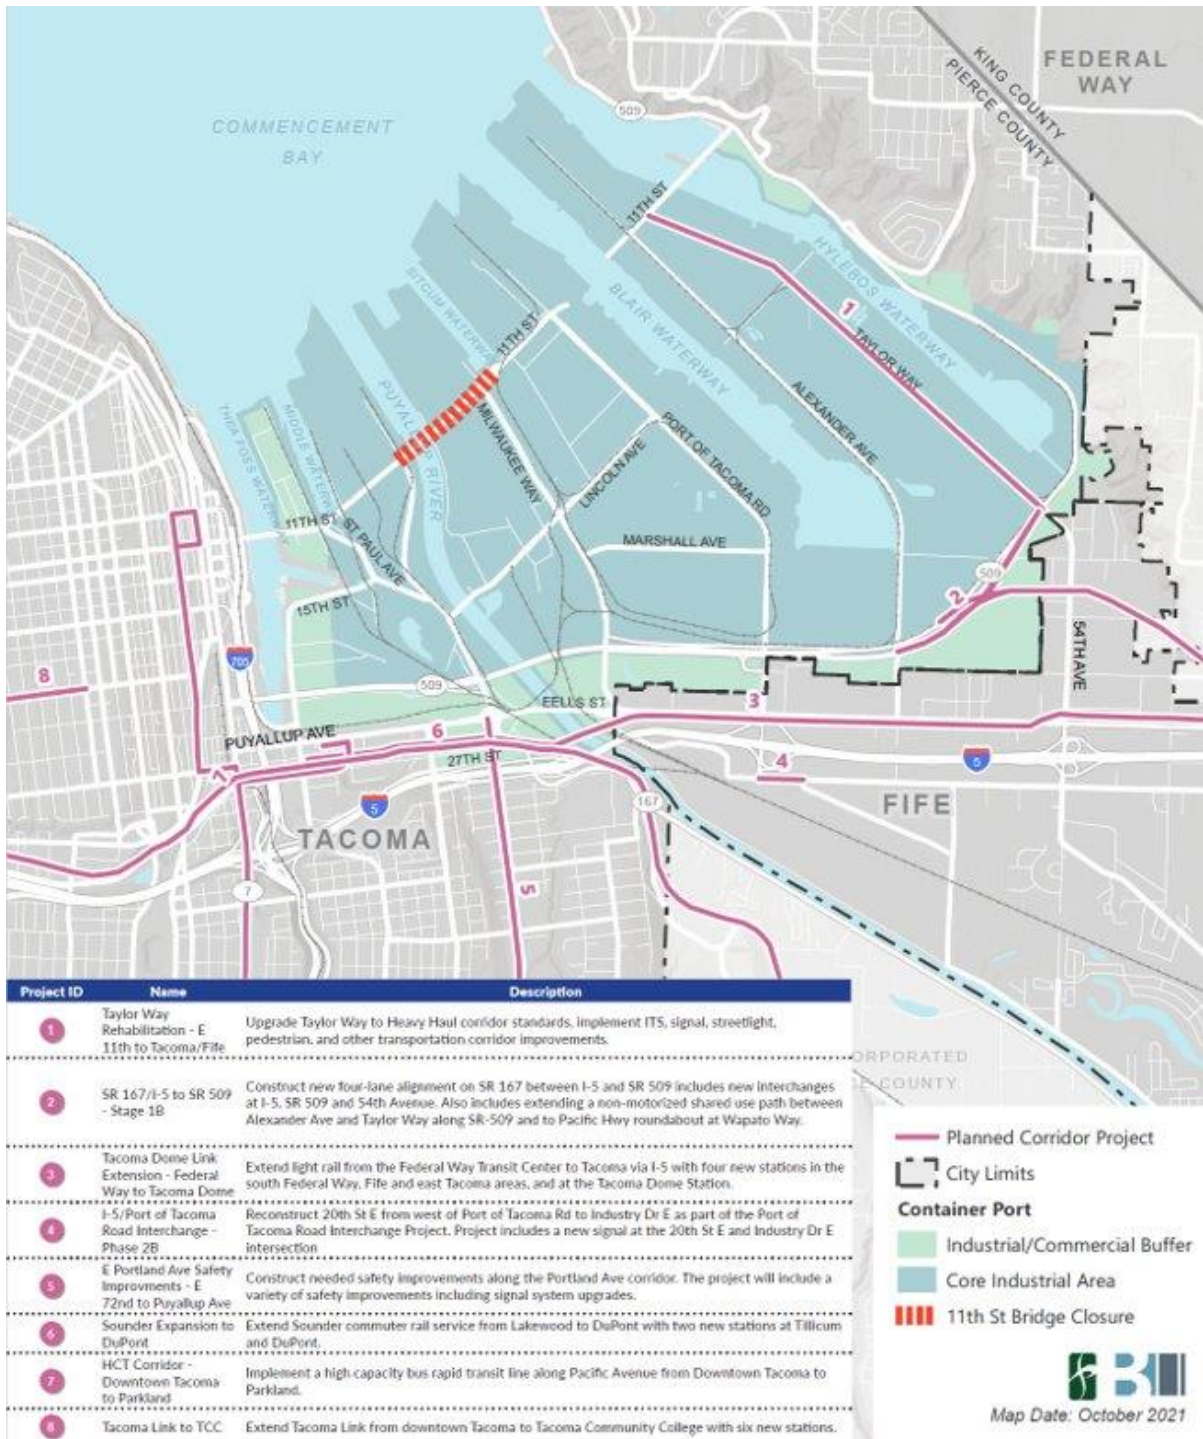 FEDERAL
WAY
KING COUNTY
PIERCE COUNTY
COMMENCEMENT
BAY
509
11TH ST
HYLEBOS WATERWAY
BLAIR WATERWAY
1
TAYLOR WAY
SITCUM WATERWAY
11TH ST
PUYALLUP RIVER
MILWAUKEE WAY
ALEXANDER AVE
PORT OF TACOMA RD
LINCOLN AVE
THEA FOSS WATERWAY
MIDDLE WATERWAY
11TH ST
ST PAUL AVE
MARSHALL AVE
509
2
15TH ST
54TH AVE
705
8
509
EELLS ST
3
PUYALLUP AVE
6
27TH ST
7
4
5
5
167
FIFE
TACOMA
7
5
Project ID Name Description
1
Taylor Way
Rehabilitation - E
11th to Tacoma/Fife
Upgrade Taylor Way to Heavy Haul corridor standards, implement ITS, signal, streetlight,
pedestrian, and other transportation corridor improvements.
2
SR 167/I-5 to SR 509
- Stage 1B
Construct new four-lane alignment on SR 167 between I-5 and SR 509 includes new interchanges
at I-5, SR 509 and 54th Avenue. Also includes extending a non-motorized shared use path between
Alexander Ave and Taylor Way along SR-509 and to Pacific Hwy roundabout at Wapato Way.
3
Tacoma Dome Link
Extension - Federal
Way to Tacoma Dome
Extend light rail from the Federal Way Transit Center to Tacoma via I-5 with four new stations in the
south Federal Way, Fife and east Tacoma areas, and at the Tacoma Dome Station.
4
I-5/Port of Tacoma
Road Interchange -
Phase 2B
Reconstruct 20th St E from west of Port of Tacoma Rd to Industry Dr E as part of the Port of
Tacoma Road Interchange Project. Project includes a new signal at the 20th St E and Industry Dr E
intersection
5
E Portland Ave Safety
Improvments - E
72nd to Puyallup Ave
Construct needed safety improvements along the Portland Ave corridor. The project will include a
variety of safety improvements including signal system upgrades.
6
Sounder Expansion to
DuPont
Extend Sounder commuter rail service from Lakewood to DuPont with two new stations at Tillicum
and DuPont.
7
HCT Corridor -
Downtown Tacoma
to Parkland
Implement a high-capacity bus rapid transit line along Pacific Avenue from Downtown Tacoma to
Parkland.
8
Tacoma Link to TCC
Extend Tacoma Link from downtown Tacoma to Tacoma Community College with six new stations.
ORPORATED
E COUNTY
Planned Corridor Project
City Limits
Container Port
Industrial/Commercial Buffer
Core Industrial Area
11th St Bridge Closure
Map Date: October 2021